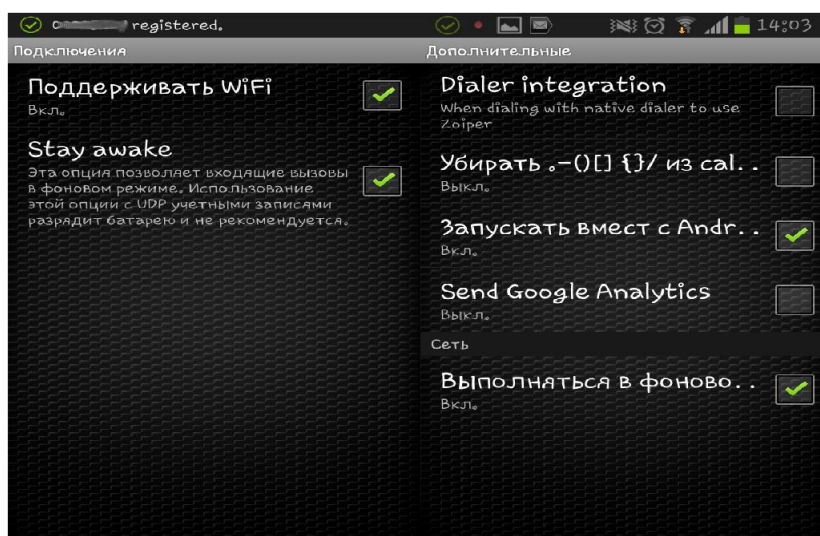 registered.
Подключения
Поддерживать WiFi
Вкл.
Stay awake
Эта опция позволяет входящие вызовы
в фоновом режиме. Использование
этой опции с UDP учетными записями
разрядит батарею и не рекомендуется.
14:03
Дополнительные
Dialer integration
When dialing with native dialer to use
Zoiper
Убирать .-()[] {}/ из cal. .
Выкл.
Запускать вмест с Andr. .
Вкл.
Send Google Analytics
Выкл.
Сеть
Выполняться в фоново. .
Вкл.